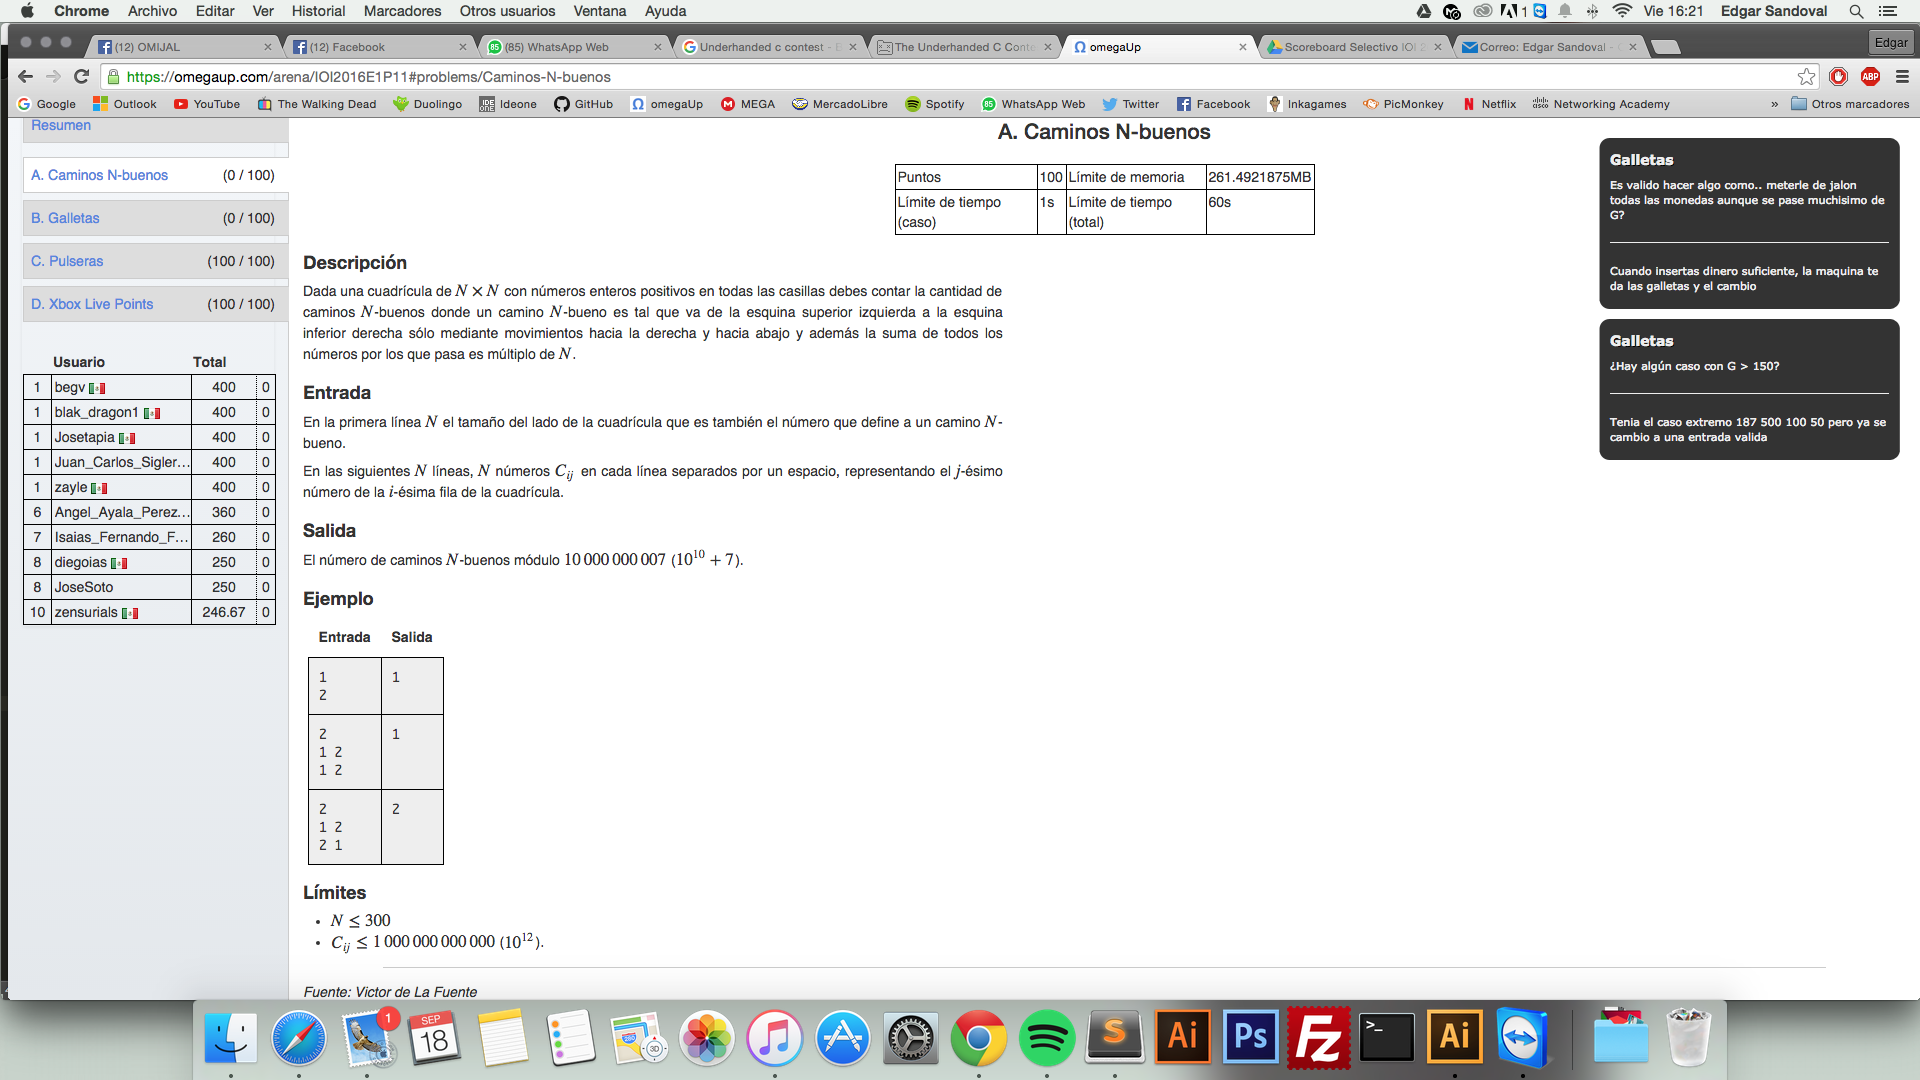 Chrome Archivo Editar Ver Historial Marcadores Otros usuarios Ventana Ayuda
1 Vie 16:21 Edgar Sandoval
(12) OMIJAL
(12) Facebook
(85) WhatsApp Web
Underhanded c contest -
The Underhanded C Conte
omegaUp
Scoreboard Selectivo IOI 2
Correo: Edgar Sandoval -
Edgar
https://omegaup.com/arena/IOI2016E1P11#problems/Caminos-N-buenos
ABP
Google Outlook YouTube The Walking Dead Duolingo Ideone GitHub omegaUp MEGA MercadoLibre Spotify WhatsApp Web Twitter Facebook Inkagames PicMonkey Netflix Networking Academy » Otros marcadores
Resumen
A. Caminos N-buenos (0 / 100)
B. Galletas (0 / 100)
C. Pulseras (100 / 100)
D. Xbox Live Points (100 / 100)
Usuario Total
1 begv 400 0
1 blak_dragon1 400 0
1 Josetapia 400 0
1 Juan_Carlos_Sigler... 400 0
1 zayle 400 0
6 Angel_Ayala_Perez... 360 0
7 Isaias_Fernando_F... 260 0
8 diegoias 250 0
8 JoseSoto 250 0
10 zensurials 246.67 0
A. Caminos N-buenos
Puntos 100 Límite de memoria 261.4921875MB
Límite de tiempo (caso) 1s Límite de tiempo (total) 60s
Descripción
Dada una cuadrícula de N × N con números enteros positivos en todas las casillas debes contar la cantidad de
caminos N-buenos donde un camino N-bueno es tal que va de la esquina superior izquierda a la esquina
inferior derecha sólo mediante movimientos hacia la derecha y hacia abajo y además la suma de todos los
números por los que pasa es múltiplo de N.
Entrada
En la primera línea N el tamaño del lado de la cuadrícula que es también el número que define a un camino N-
bueno.
En las siguientes N líneas, N números Cij en cada línea separados por un espacio, representando el j-ésimo
número de la i-ésima fila de la cuadrícula.
Salida
El número de caminos N-buenos módulo 10 000 000 007 (10^10 + 7).
Ejemplo
Entrada Salida
1 1
2
2 1
1 2
1 2
2 2
1 2
2 1
Límites
• N ≤ 300
• Cij ≤ 1 000 000 000 000 (10^12).
Fuente: Victor de La Fuente
Galletas
Es valido hacer algo como.. meterle de jalon
todas las monedas aunque se pase muchisimo de
G?
Cuando insertas dinero suficiente, la maquina te
da las galletas y el cambio
Galletas
¿Hay algún caso con G > 150?
Tenia el caso extremo 187 500 100 50 pero ya se
cambio a una entrada valida
1
SEP
18
280
3D
S
Ai
Ps
Fz
>_
Ai